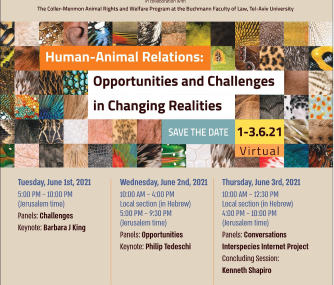 in collaboration with
The Coller-Menmon Animal Rights and Welfare Program at the Buchmann Faculty of Law, Tel-Aviv University
Human-Animal Relations:
Opportunities and Challenges
in Changing Realities
SAVE THE DATE
1-3.6.21
Virtual
Tuesday, June 1st, 2021
5:00 PM – 10:00 PM
(Jerusalem time)
Panels: Challenges
Keynote: Barbara J King
Wednesday, June 2nd, 2021
10:00 AM – 4:00 PM
Local section (in Hebrew)
5:00 PM – 9:30 PM
(Jerusalem time)
Panels: Opportunities
Keynote: Philip Tedeschi
Thursday, June 3rd, 2021
10:00 AM – 12:30 PM
Local section (in Hebrew)
4:00 PM – 10:00 PM
(Jerusalem time)
Panels: Conversations
Interspecies Internet Project
Concluding Session:
Kenneth Shapiro